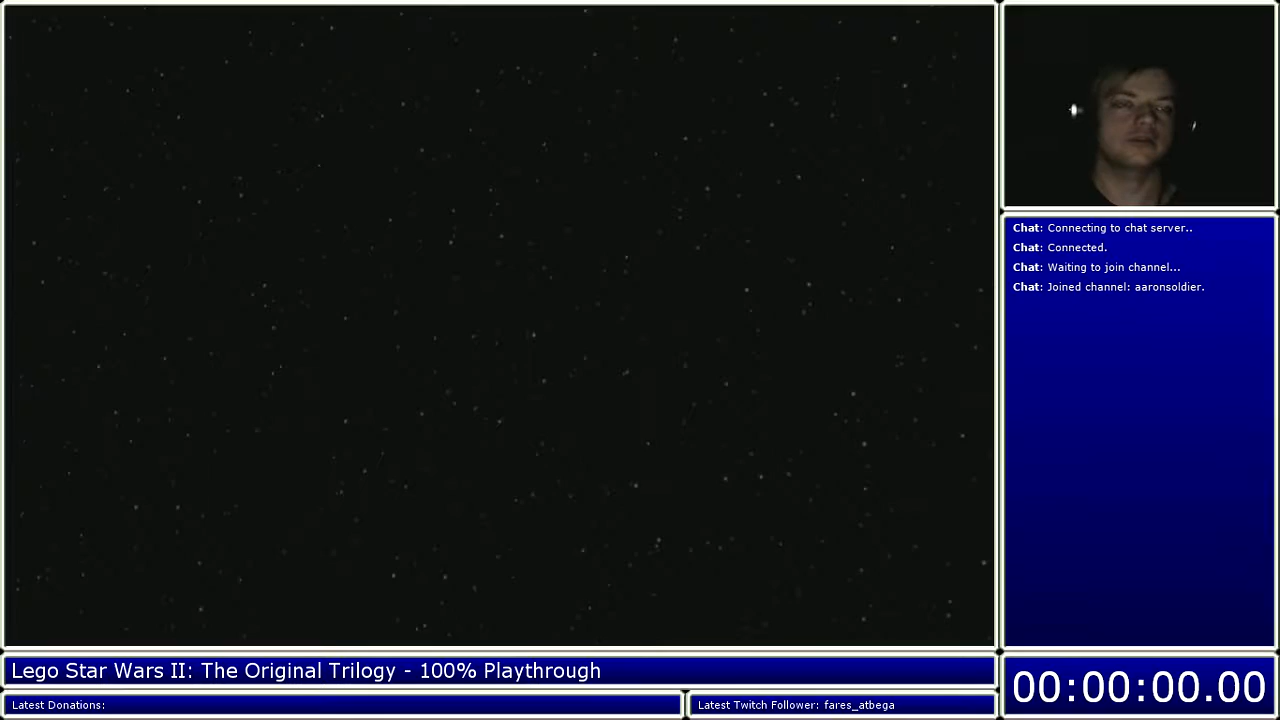 Chat: Connecting to chat server..
Chat: Connected.
Chat: Waiting to join channel...
Chat: Joined channel: aaronsoldier.
Lego Star Wars II: The Original Trilogy - 100% Playthrough
00:00:00.00
Latest Donations:
Latest Twitch Follower: fares_atbega